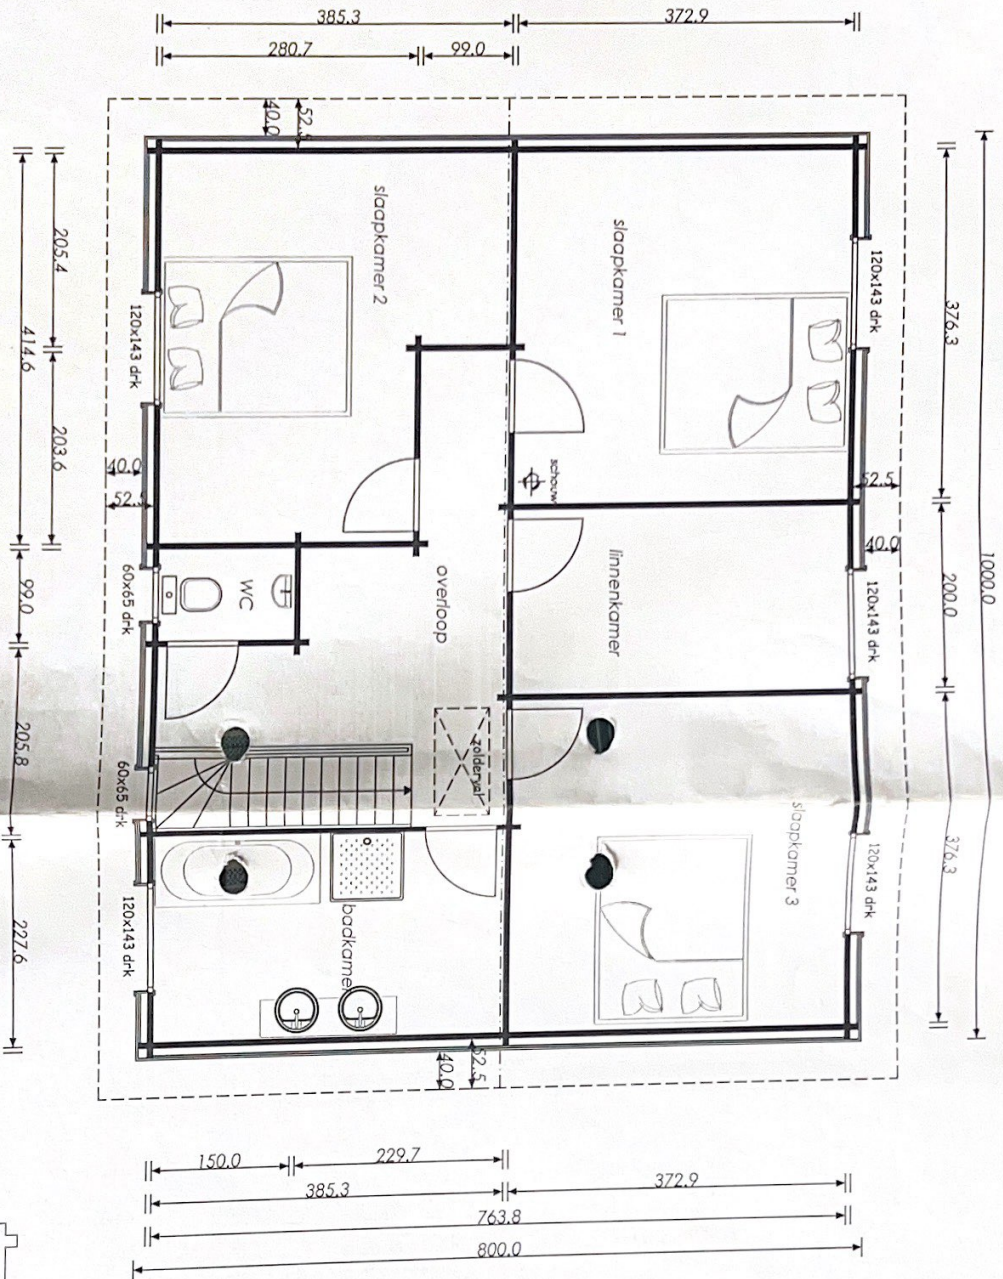 385.3
372.9
280.7
99.0
40.0
52.5
1000.0
376.3
200.0
376.3
205.4
203.6
414.6
99.0
205.8
227.6
slaapkamer 2
slaapkamer 1
120x143 drk
120x143 drk
schouw
40.0
52.5
52.5
40.0
60x65 drk
WC
overloop
linnenkamer
120x143 drk
zoldervalt
60x65 drk
slaapkamer 3
120x143 drk
120x143 drk
badkamer
52.5
40.0
150.0
229.7
385.3
372.9
763.8
800.0